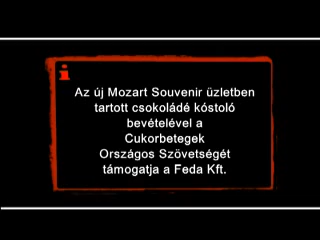 Az új Mozart Souvenir üzletben
tartott csokoládé kóstoló
bevételével a
Cukorbetegek
Országos Szövetségét
támogatja a Feda Kft.